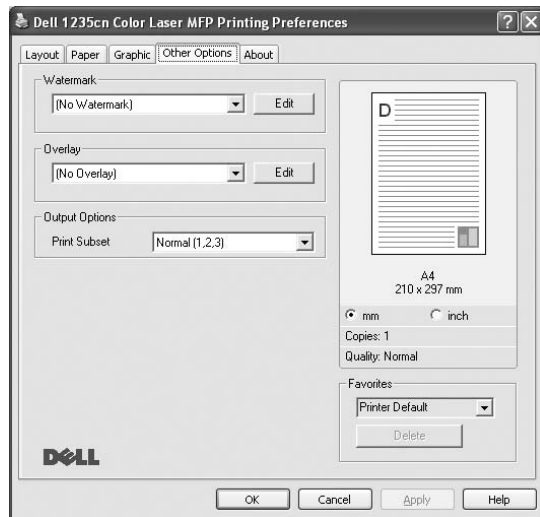 Dell 1235cn Color Laser MFP Printing Preferences
Layout Paper Graphic Other Options About
Watermark
(No Watermark) Edit
Overlay
(No Overlay) Edit
Output Options
Print Subset Normal (1,2,3)
D
A4
210 x 297 mm
mm inch
Copies: 1
Quality: Normal
Favorites
Printer Default
Delete
DELL
OK Cancel Apply Help